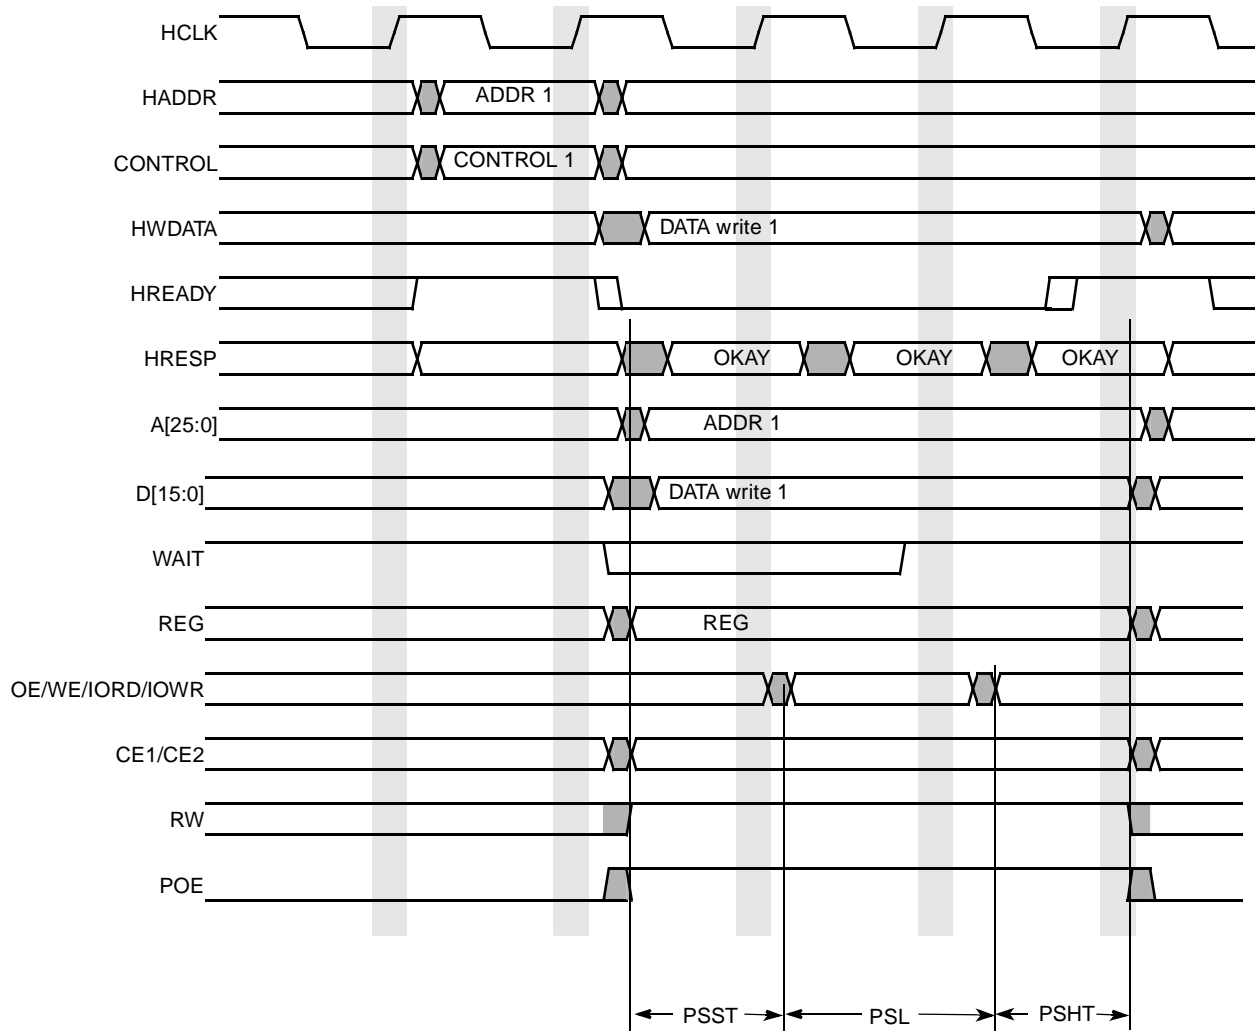 HCLK
HADDR ADDR 1
CONTROL CONTROL 1
HWDATA DATA write 1
HREADY
HRESP OKAY OKAY OKAY
A[25:0] ADDR 1
D[15:0] DATA write 1
WAIT
REG REG
OE/WE/IORD/IOWR
CE1/CE2
RW
POE
PSST PSL PSHT